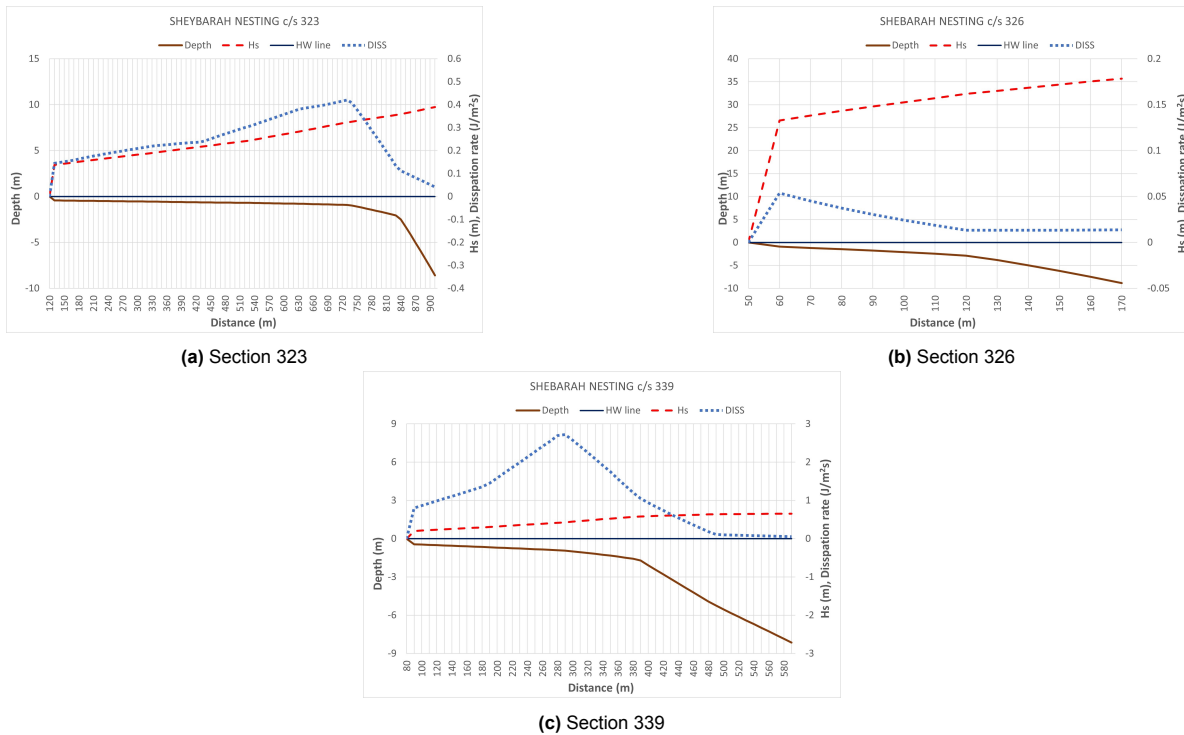 SHEYBARAH NESTING c/s 323
Depth Hs HW line DISS
15
10
5
0
-5
-10
0.6
0.5
0.4
0.3
0.2
0.1
0
-0.1
-0.2
-0.3
-0.4
Depth (m)
Hs (m), Disspation rate (J/m²s)
120 150 180 210 240 270 300 330 360 390 420 450 480 510 540 570 600 630 660 690 720 750 780 810 840 870 900
Distance (m)
(a) Section 323
SHEBARAH NESTING c/s 326
Depth Hs HW line DISS
40
35
30
25
20
15
10
5
0
-5
-10
0.2
0.15
0.1
0.05
0
-0.05
Depth (m)
Hs (m), Disspation rate (J/m²s)
50 60 70 80 90 100 110 120 130 140 150 160 170
Distance (m)
(b) Section 326
SHEBARAH NESTING c/s 339
Depth HW line Hs DISS
9
6
3
0
-3
-6
-9
3
2
1
0
-1
-2
-3
Depth (m)
Hs (m), Disspation rate (J/m²s)
80 100 120 140 160 180 200 220 240 260 280 300 320 340 360 380 400 420 440 460 480 500 520 540 560 580
Distance (m)
(c) Section 339